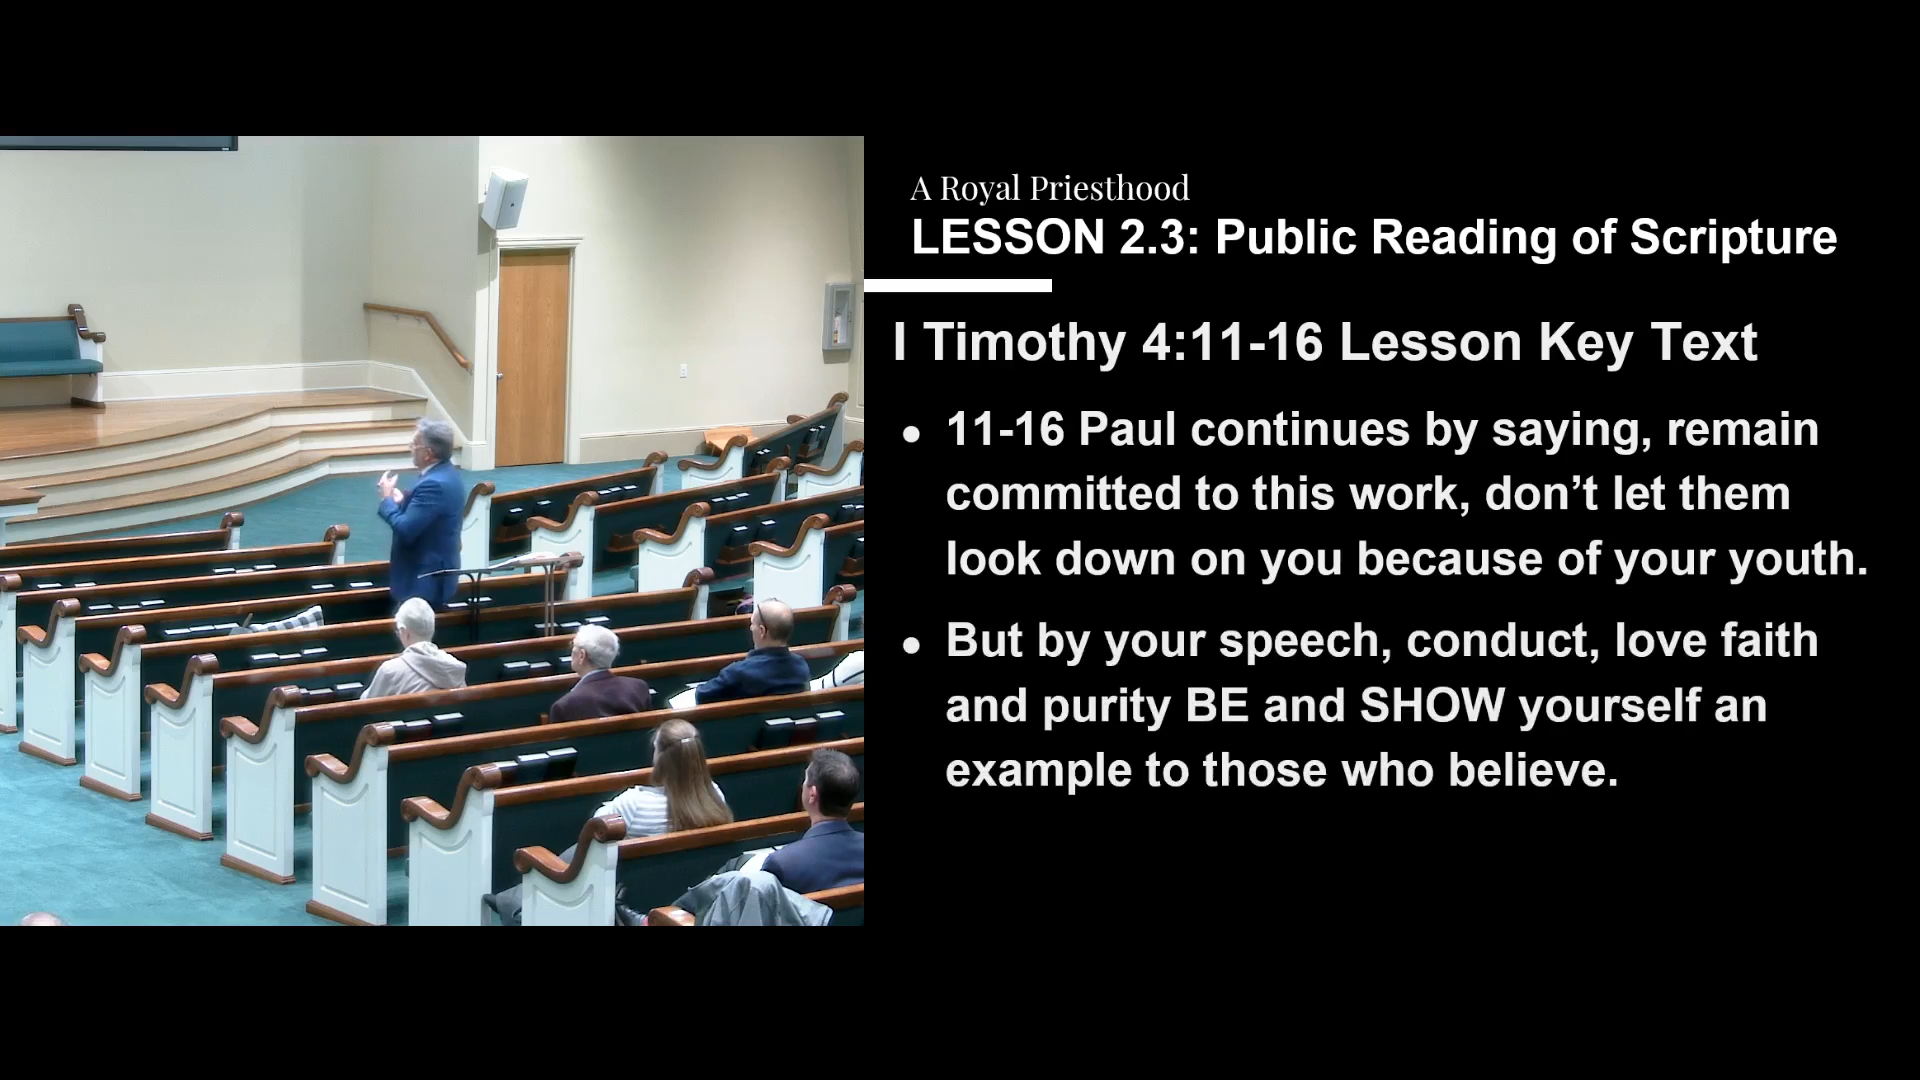 A Royal Priesthood
LESSON 2.3: Public Reading of Scripture
I Timothy 4:11-16 Lesson Key Text
● 11-16 Paul continues by saying, remain
committed to this work, don’t let them
look down on you because of your youth.
● But by your speech, conduct, love faith
and purity BE and SHOW yourself an
example to those who believe.